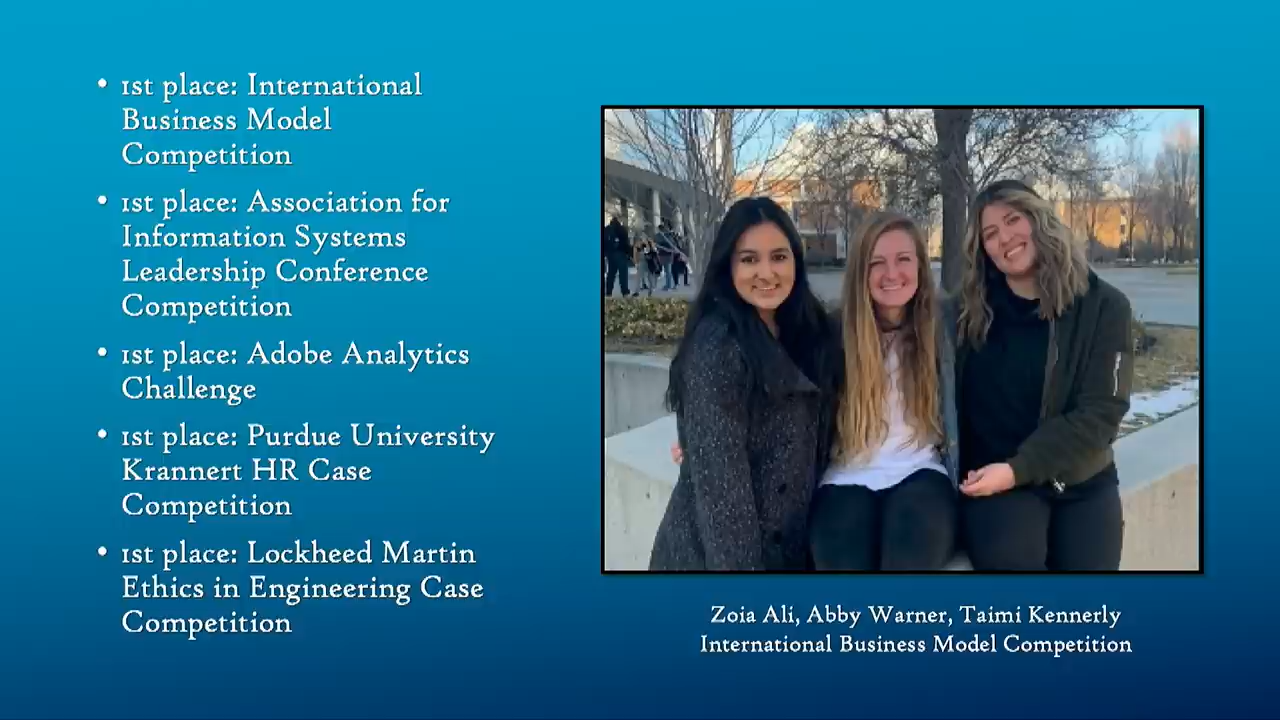 • 1st place: International
Business Model
Competition
• 1st place: Association for
Information Systems
Leadership Conference
Competition
• 1st place: Adobe Analytics
Challenge
• 1st place: Purdue University
Krannert HR Case
Competition
• 1st place: Lockheed Martin
Ethics in Engineering Case
Competition
Zoia Ali, Abby Warner, Taimi Kennerly
International Business Model Competition